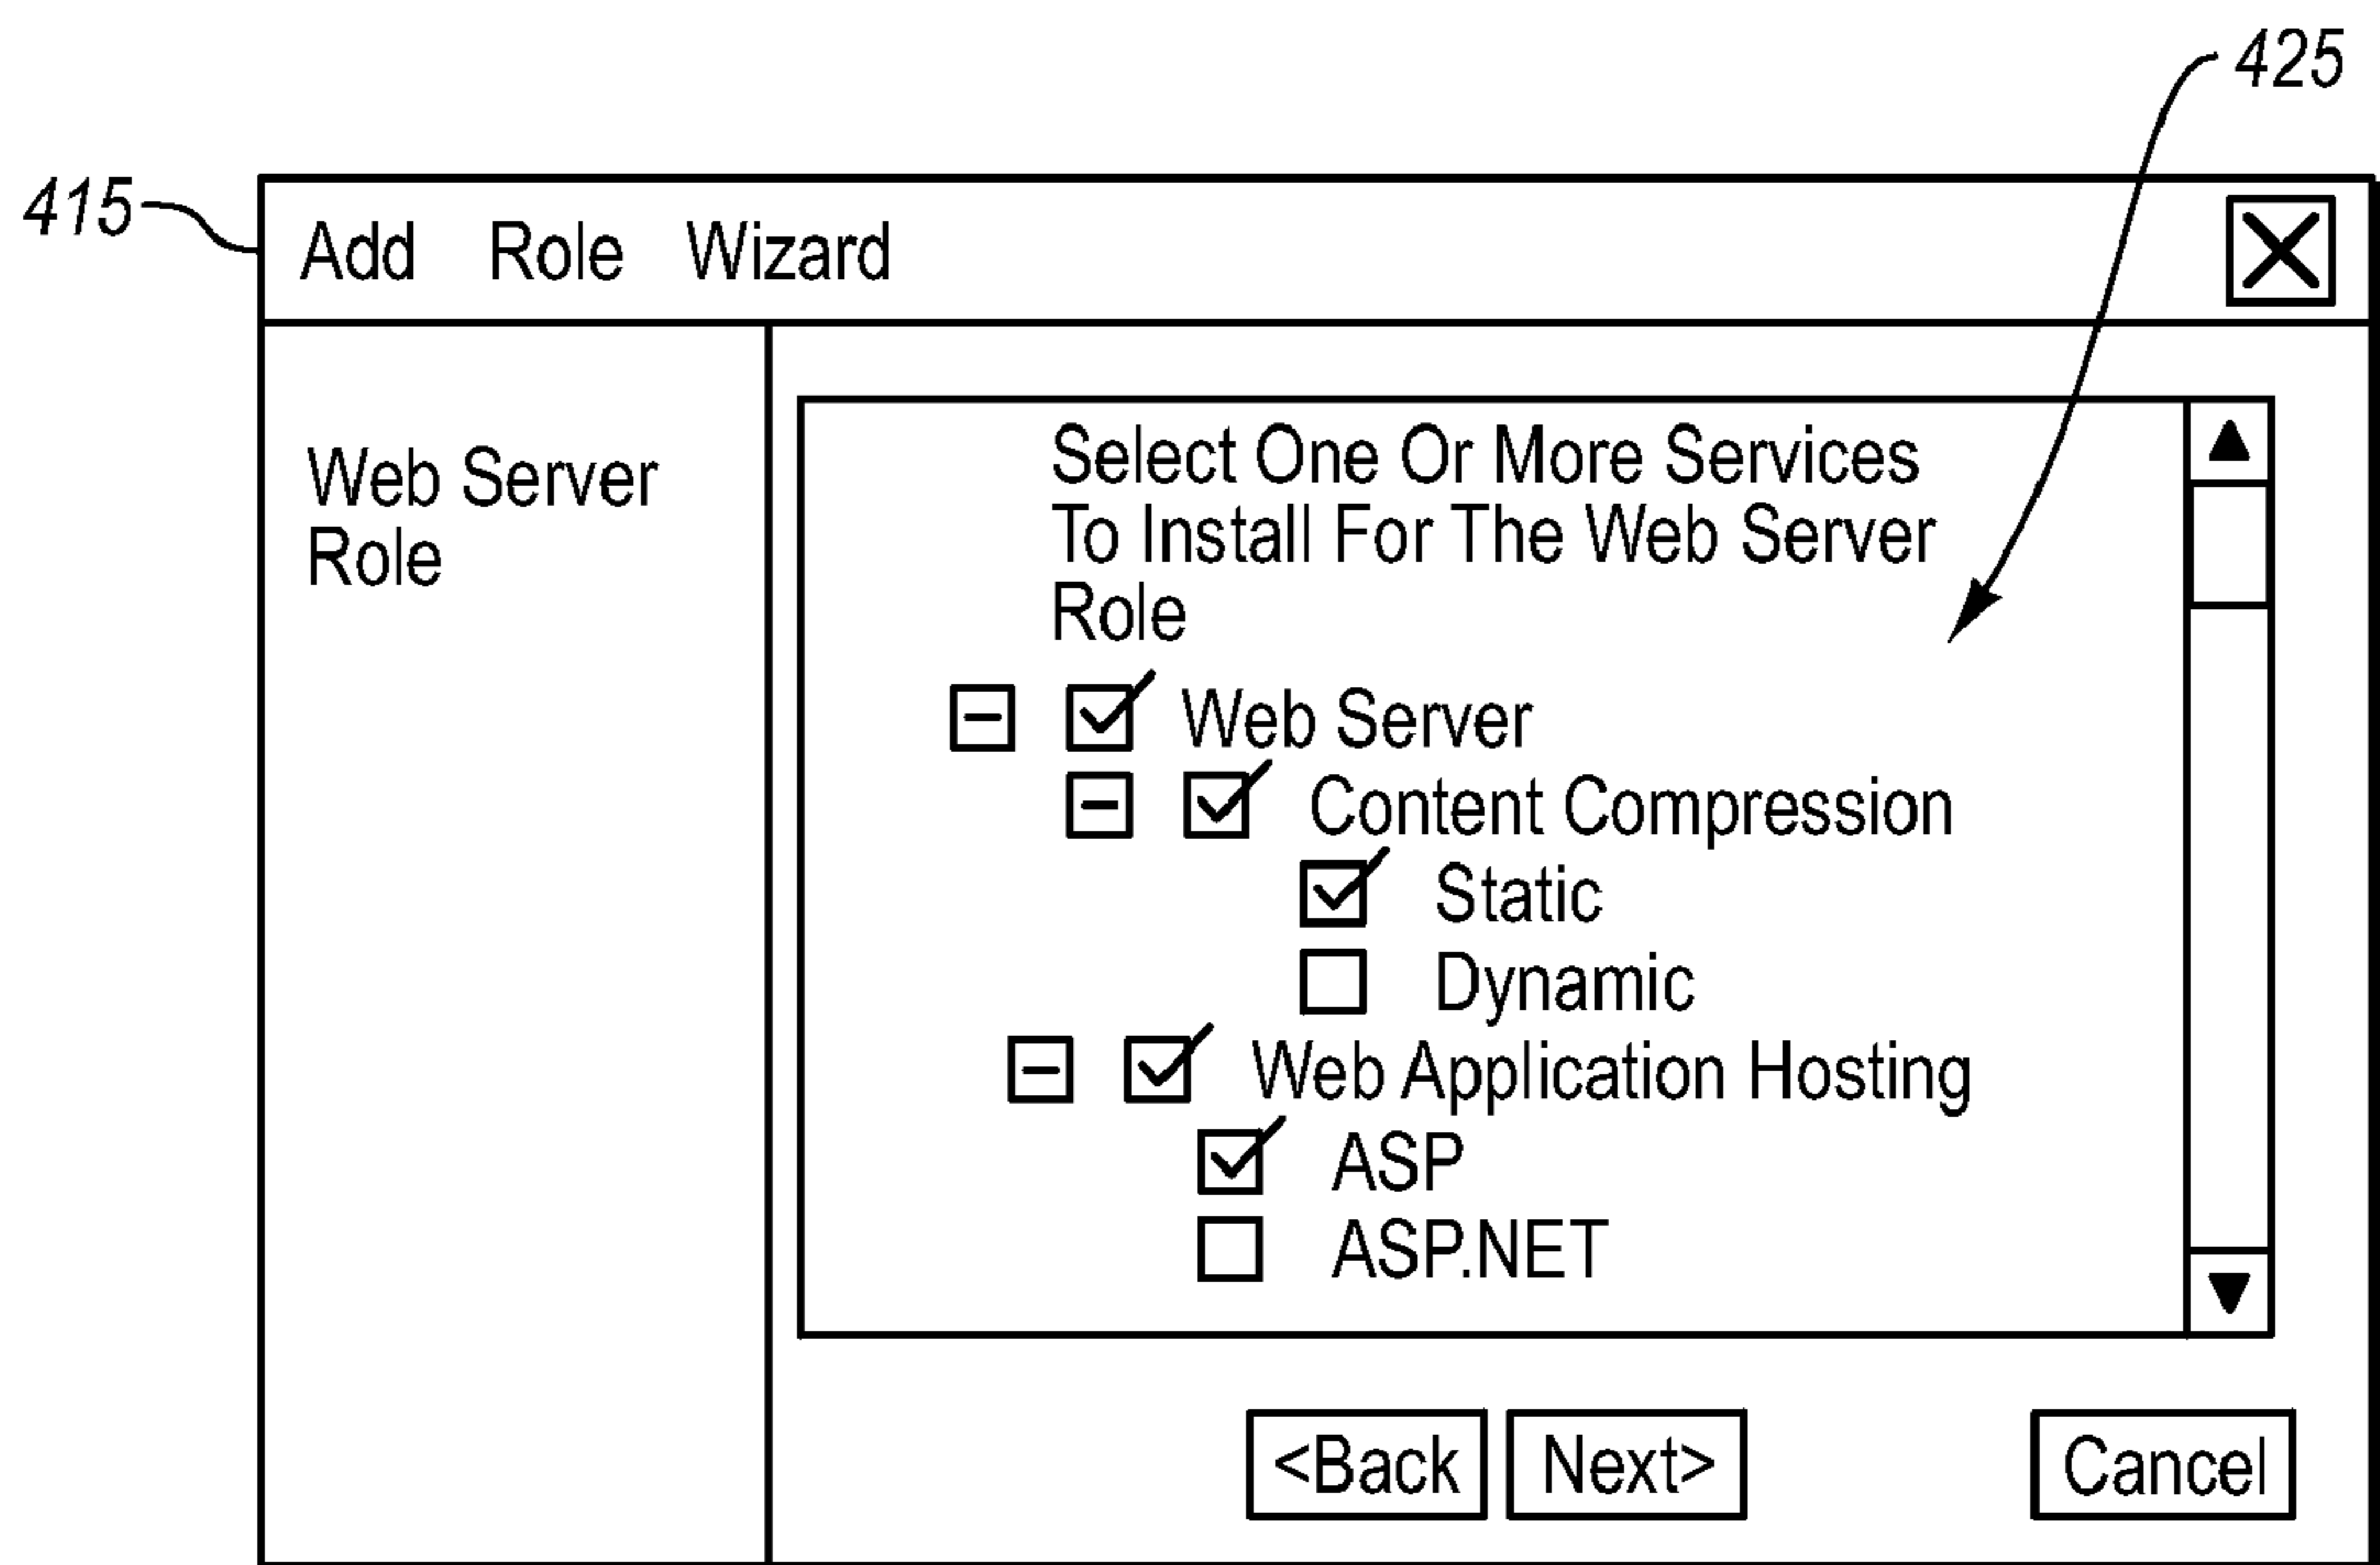 425
415
Add Role Wizard
Web Server
Role
Select One Or More Services
To Install For The Web Server
Role
Web Server
Content Compression
Static
Dynamic
Web Application Hosting
ASP
ASP.NET
<Back Next> Cancel